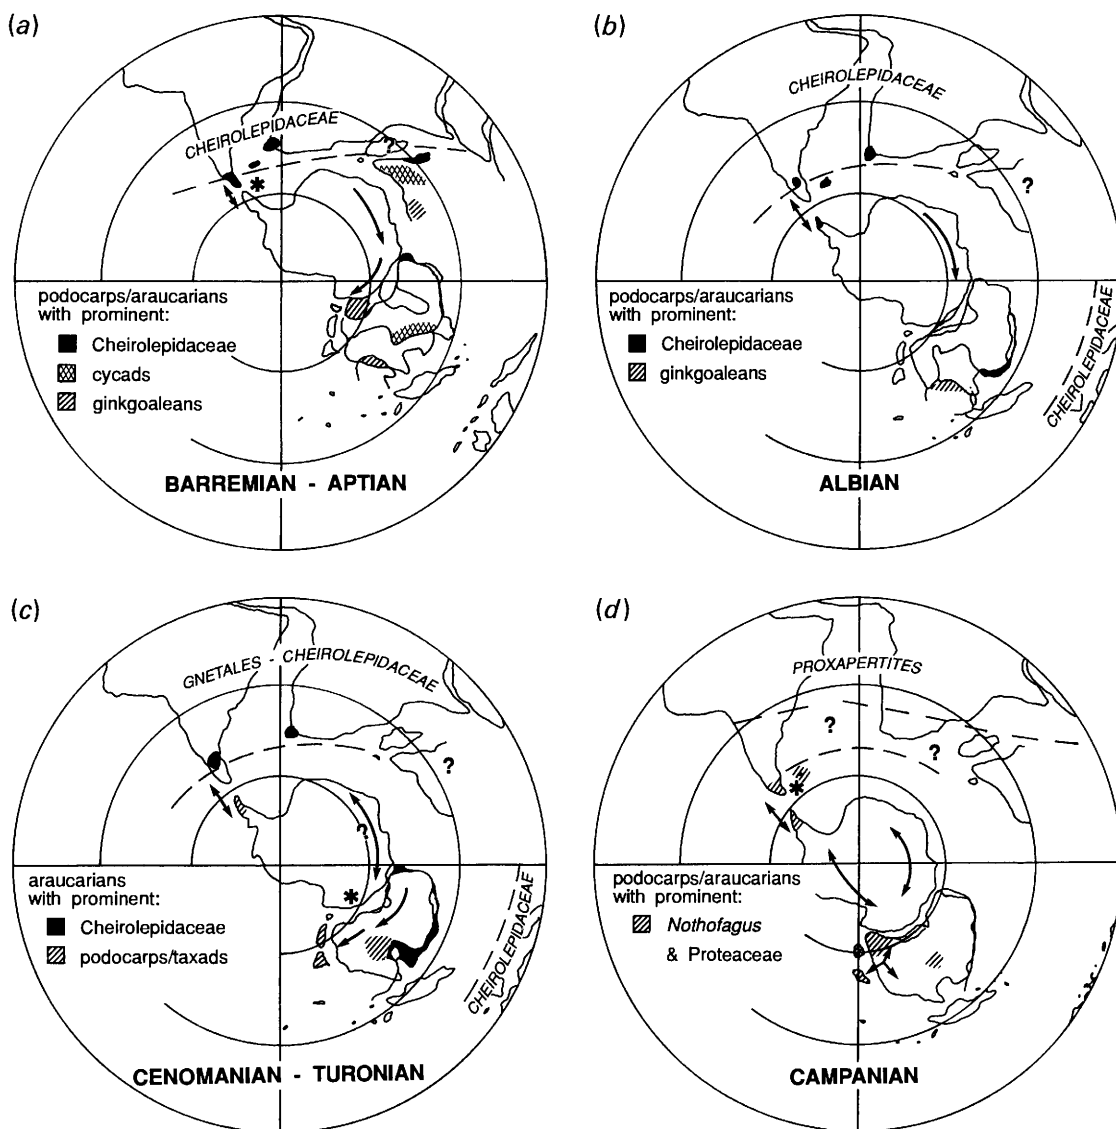 (a)
CHEIROLEPIDACEAE
?
*
podocarps/araucarians
with prominent:
Cheirolepidaceae
cycads
ginkgoaleans
BARREMIAN - APTIAN
(b)
CHEIROLEPIDACEAE
?
podocarps/araucarians
with prominent:
Cheirolepidaceae
ginkgoaleans
CHEIROLEPIDACEAE
ALBIAN
(c)
GNETALES - CHEIROLEPIDACEAE
?
?
*
araucarians
with prominent:
Cheirolepidaceae
podocarps/taxads
CHEIROLEPIDACEAE
CENOMANIAN - TURONIAN
(d)
PROXAPERTITES
?
?
*
podocarps/araucarians
with prominent:
Nothofagus
& Proteaceae
CAMPANIAN